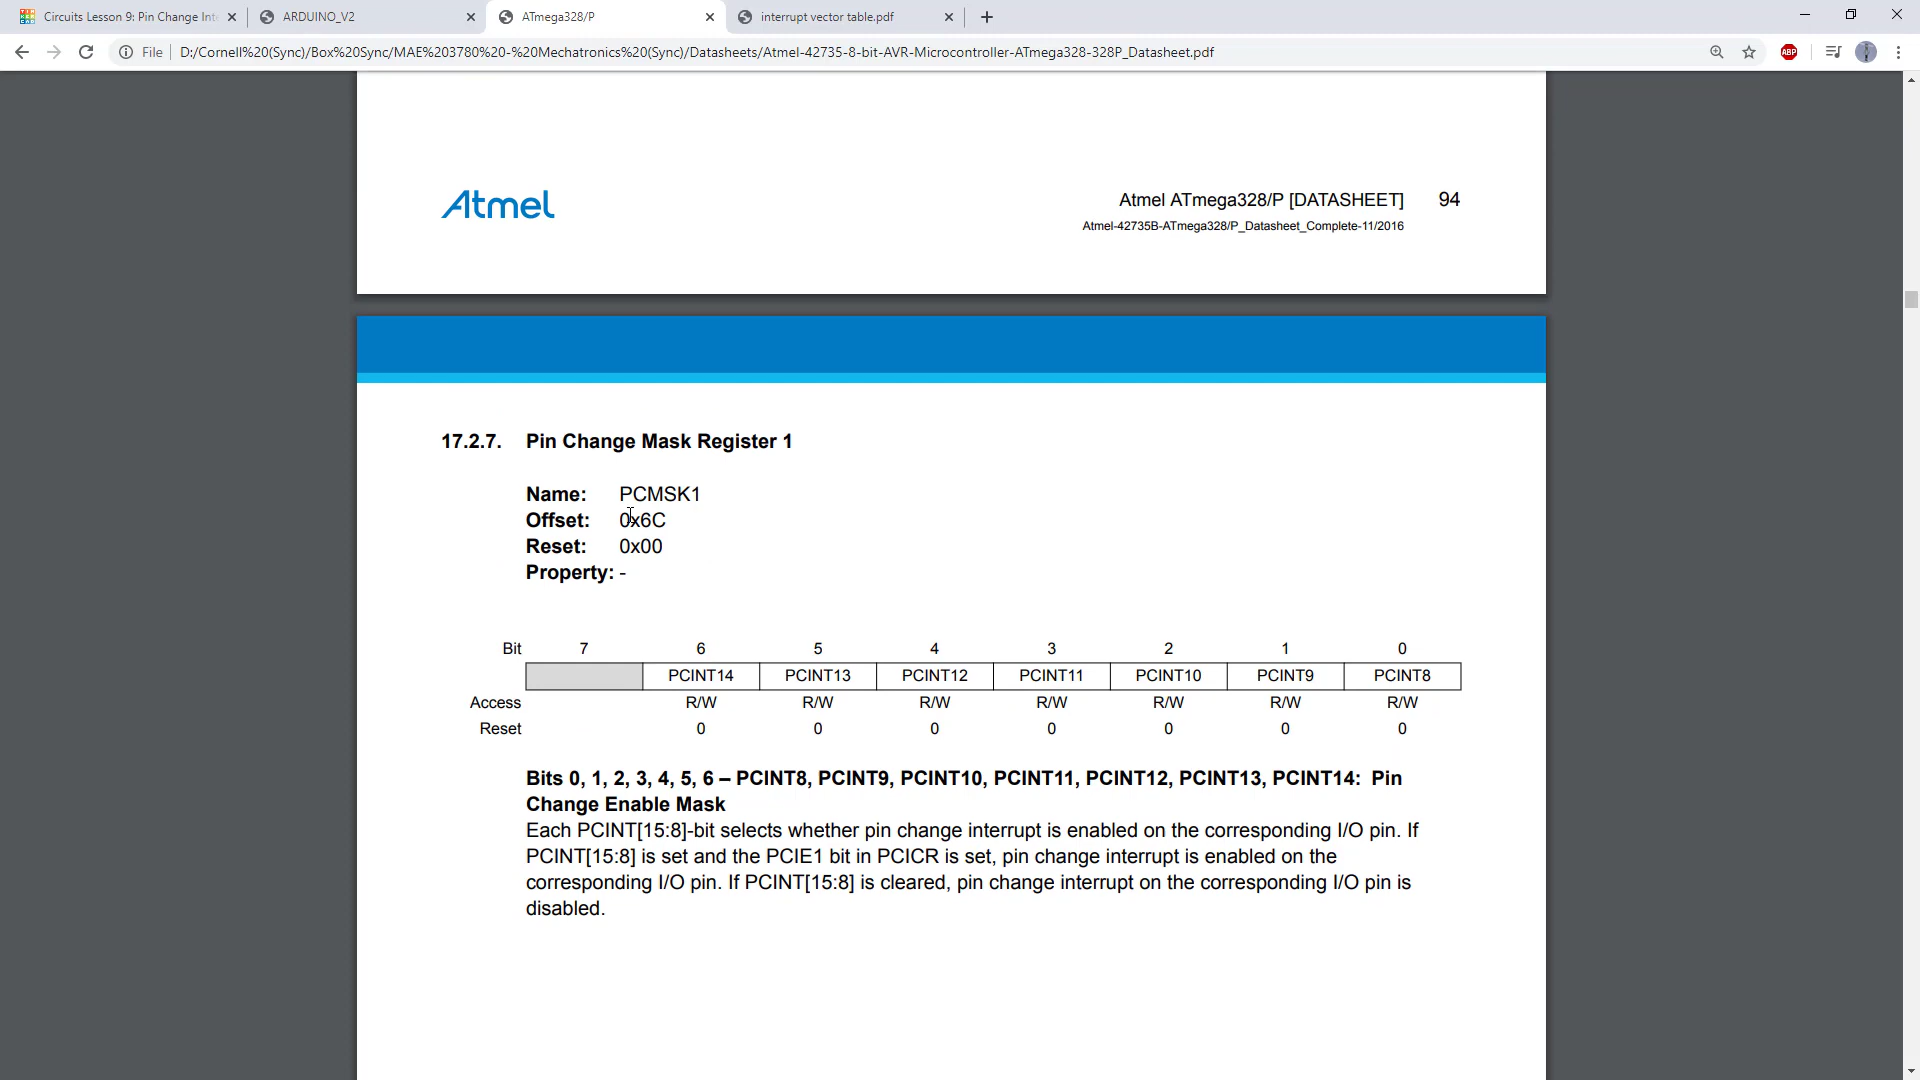 Circuits Lesson 9: Pin Change Int
ARDUINO_V2
ATmega328/P
interrupt vector table.pdf
File
D:/Cornell%20(Sync)/Box%20Sync/MAE%203780%20-%20Mechatronics%20(Sync)/Datasheets/Atmel-42735-8-bit-AVR-Microcontroller-ATmega328-328P_Datasheet.pdf
ABP
Atmel
Atmel ATmega328/P [DATASHEET] 94
Atmel-42735B-ATmega328/P_Datasheet_Complete-11/2016
17.2.7. Pin Change Mask Register 1
Name: PCMSK1
Offset: 0x6C
Reset: 0x00
Property: -
Bit 7 6 5 4 3 2 1 0
PCINT14 PCINT13 PCINT12 PCINT11 PCINT10 PCINT9 PCINT8
Access R/W R/W R/W R/W R/W R/W R/W
Reset 0 0 0 0 0 0 0
Bits 0, 1, 2, 3, 4, 5, 6 – PCINT8, PCINT9, PCINT10, PCINT11, PCINT12, PCINT13, PCINT14: Pin
Change Enable Mask
Each PCINT[15:8]-bit selects whether pin change interrupt is enabled on the corresponding I/O pin. If
PCINT[15:8] is set and the PCIE1 bit in PCICR is set, pin change interrupt is enabled on the
corresponding I/O pin. If PCINT[15:8] is cleared, pin change interrupt on the corresponding I/O pin is
disabled.